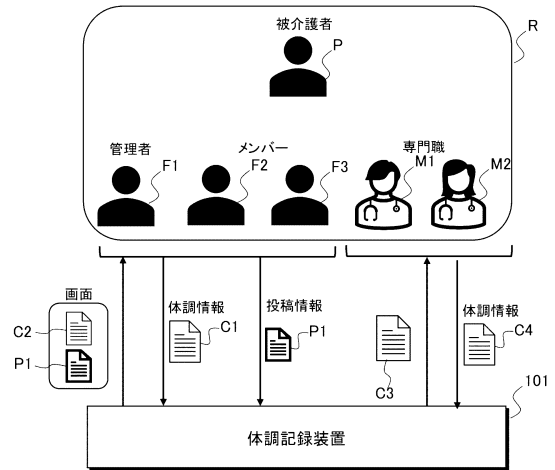 被介護者
R
P
管理者
メンバー
専門職
F1
F2
F3
M1
M2
画面
C2
P1
体調情報
C1
投稿情報
P1
C3
体調情報
C4
101
体調記録装置